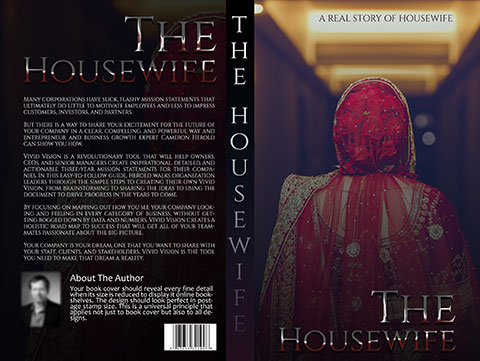 THE
HOUSEWIFE
MANY CORPORATIONS HAVE SLICK, FLASHY MISSION STATEMENTS THAT
ULTIMATELY DO LITTLE TO MOTIVATE EMPLOYEES AND LESS TO IMPRESS
CUSTOMERS, INVESTORS, AND PARTNERS.
BUT THERE IS A WAY TO SHARE YOUR EXCITEMENT FOR THE FUTURE OF
YOUR COMPANY IN A CLEAR, COMPELLING, AND POWERFUL WAY AND
ENTREPRENEUR AND BUSINESS GROWTH EXPERT CAMERON HEROLD
CAN SHOW YOU HOW.
VIVID VISION IS A REVOLUTIONARY TOOL THAT WILL HELP OWNERS,
CEOS, AND SENIOR MANAGERS CREATE INSPIRATIONAL, DETAILED, AND
ACTIONABLE THREE-YEAR MISSION STATEMENTS FOR THEIR COMPA-
NIES. IN THIS EASY-TO-FOLLOW GUIDE, HEROLD WALKS ORGANIZATION
LEADERS THROUGH THE SIMPLE STEPS TO CREATING THEIR OWN VIVID
VISION, FROM BRAINSTORMING TO SHARING THE IDEAS TO USING THE
DOCUMENT TO DRIVE PROGRESS IN THE YEARS TO COME.
BY FOCUSING ON MAPPING OUT HOW YOU SEE YOUR COMPANY LOOK-
ING AND FEELING IN EVERY CATEGORY OF BUSINESS, WITHOUT GET-
TING BOGGED DOWN BY DATA AND NUMBERS, VIVID VISION CREATES A
HOLISTIC ROAD MAP TO SUCCESS THAT WILL GET ALL OF YOUR TEAM-
MATES PASSIONATE ABOUT THE BIG PICTURE.
YOUR COMPANY IS YOUR DREAM, ONE THAT YOU WANT TO SHARE WITH
YOUR STAFF, CLIENTS, AND STAKEHOLDERS. VIVID VISION IS THE TOOL
YOU NEED TO MAKE THAT DREAM A REALITY.
About The Author
Your book cover should reveal every fine detail
when its size is reduced to display it online book-
shelves. The design should look perfect in post-
age stamp size. This is a universal principle that
applies not just to book cover but also to all de-
signs.
THE HOUSEWIFE
A REAL STORY OF HOUSEWIFE
THE
HOUSEWIFE